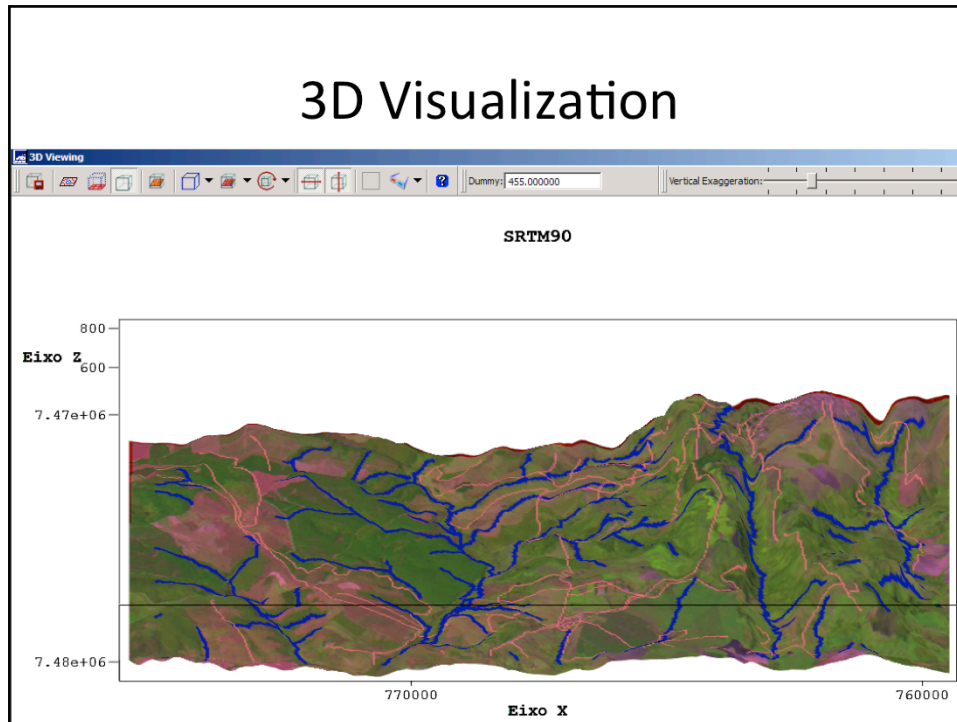 3D Visualization
3D Viewing
Dummy: 455.000000
Vertical Exaggeration:
SRTM90
800
Eixo Z
600
7.47e+06
7.48e+06
770000
760000
Eixo X